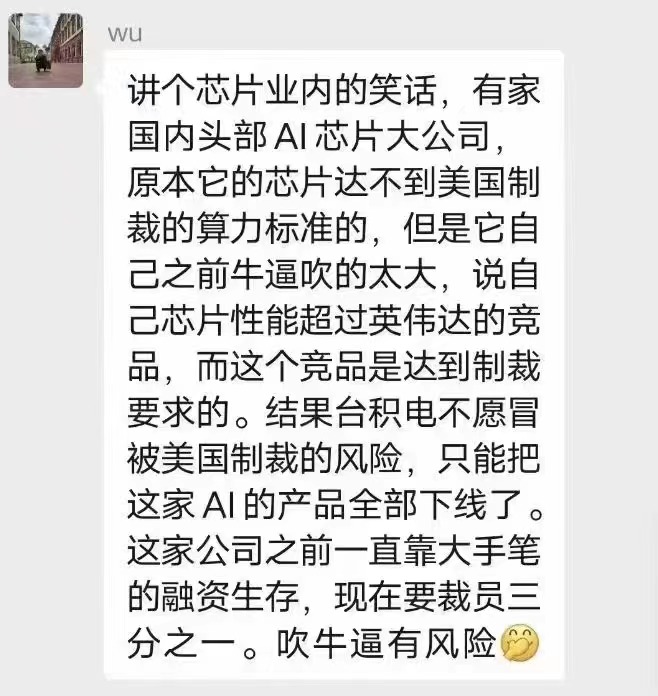 wu
讲个芯片业内的笑话，有家
国内头部AI芯片大公司，
原本它的芯片达不到美国制
裁的算力标准的，但是它自
己之前牛逼吹的太大，说自
己芯片性能超过英伟达的竞
品，而这个竞品是达到制裁
要求的。结果台积电不愿冒
被美国制裁的风险，只能把
这家AI的产品全部下线了。
这家公司之前一直靠大手笔
的融资生存，现在要裁员三
分之一。吹牛逼有风险🤭